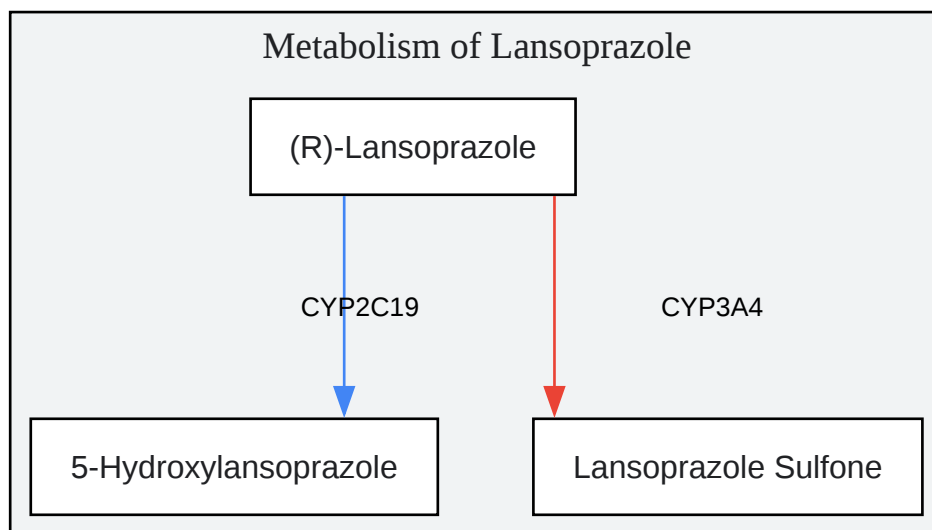 Metabolism of Lansoprazole
(R)-Lansoprazole
CYP2C19
CYP3A4
5-Hydroxylansoprazole
Lansoprazole Sulfone